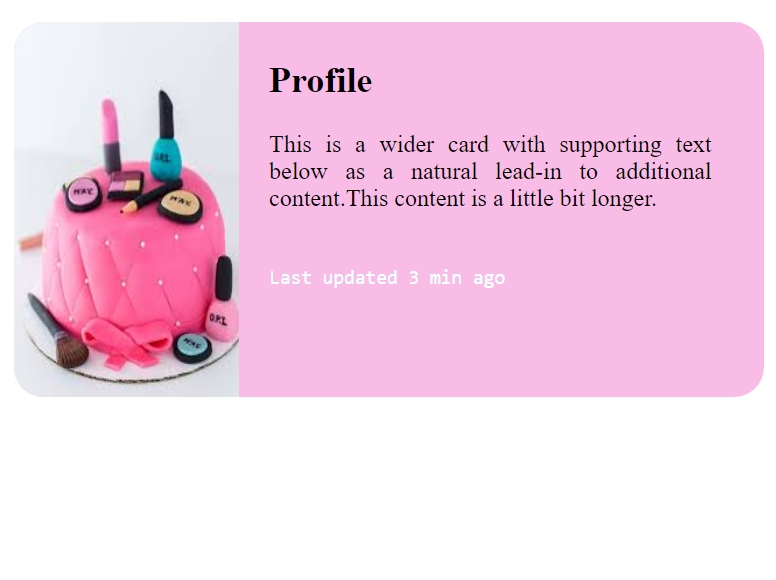 Profile
This is a wider card with supporting text
below as a natural lead-in to additional
content.This content is a little bit longer.
Last updated 3 min ago
O.P.I.
MAC
MAC
O.P.I.
MAC